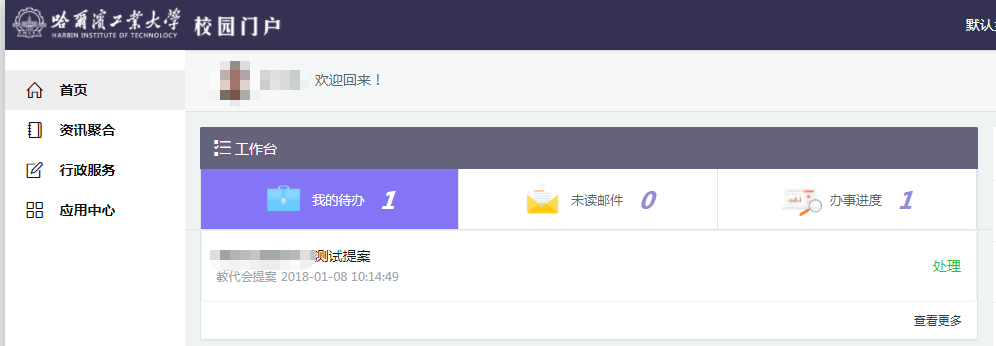 哈爾濱工業大學 校园门户
HARBIN INSTITUTE OF TECHNOLOGY
默认
欢迎回来！
首页
资讯聚合
行政服务
应用中心
工作台
我的待办 1
未读邮件 0
办事进度 1
测试提案
教代会提案 2018-01-08 10:14:49
处理
查看更多